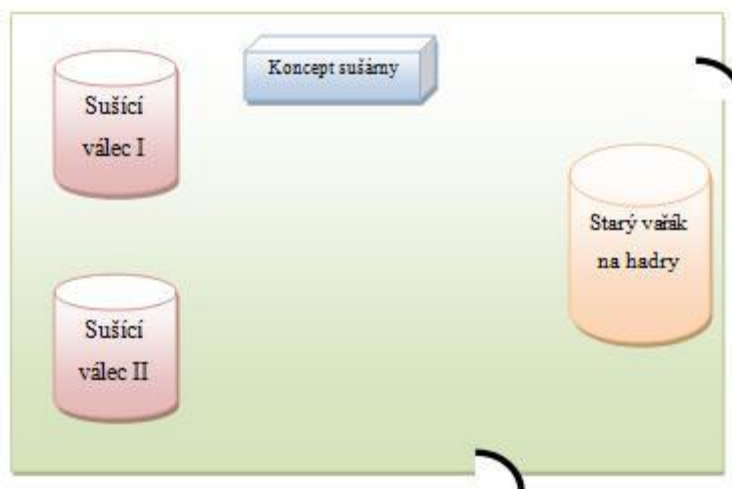 Koncept sušárny
Sušící
válec I
Starý vařák
na hadry
Sušící
válec II